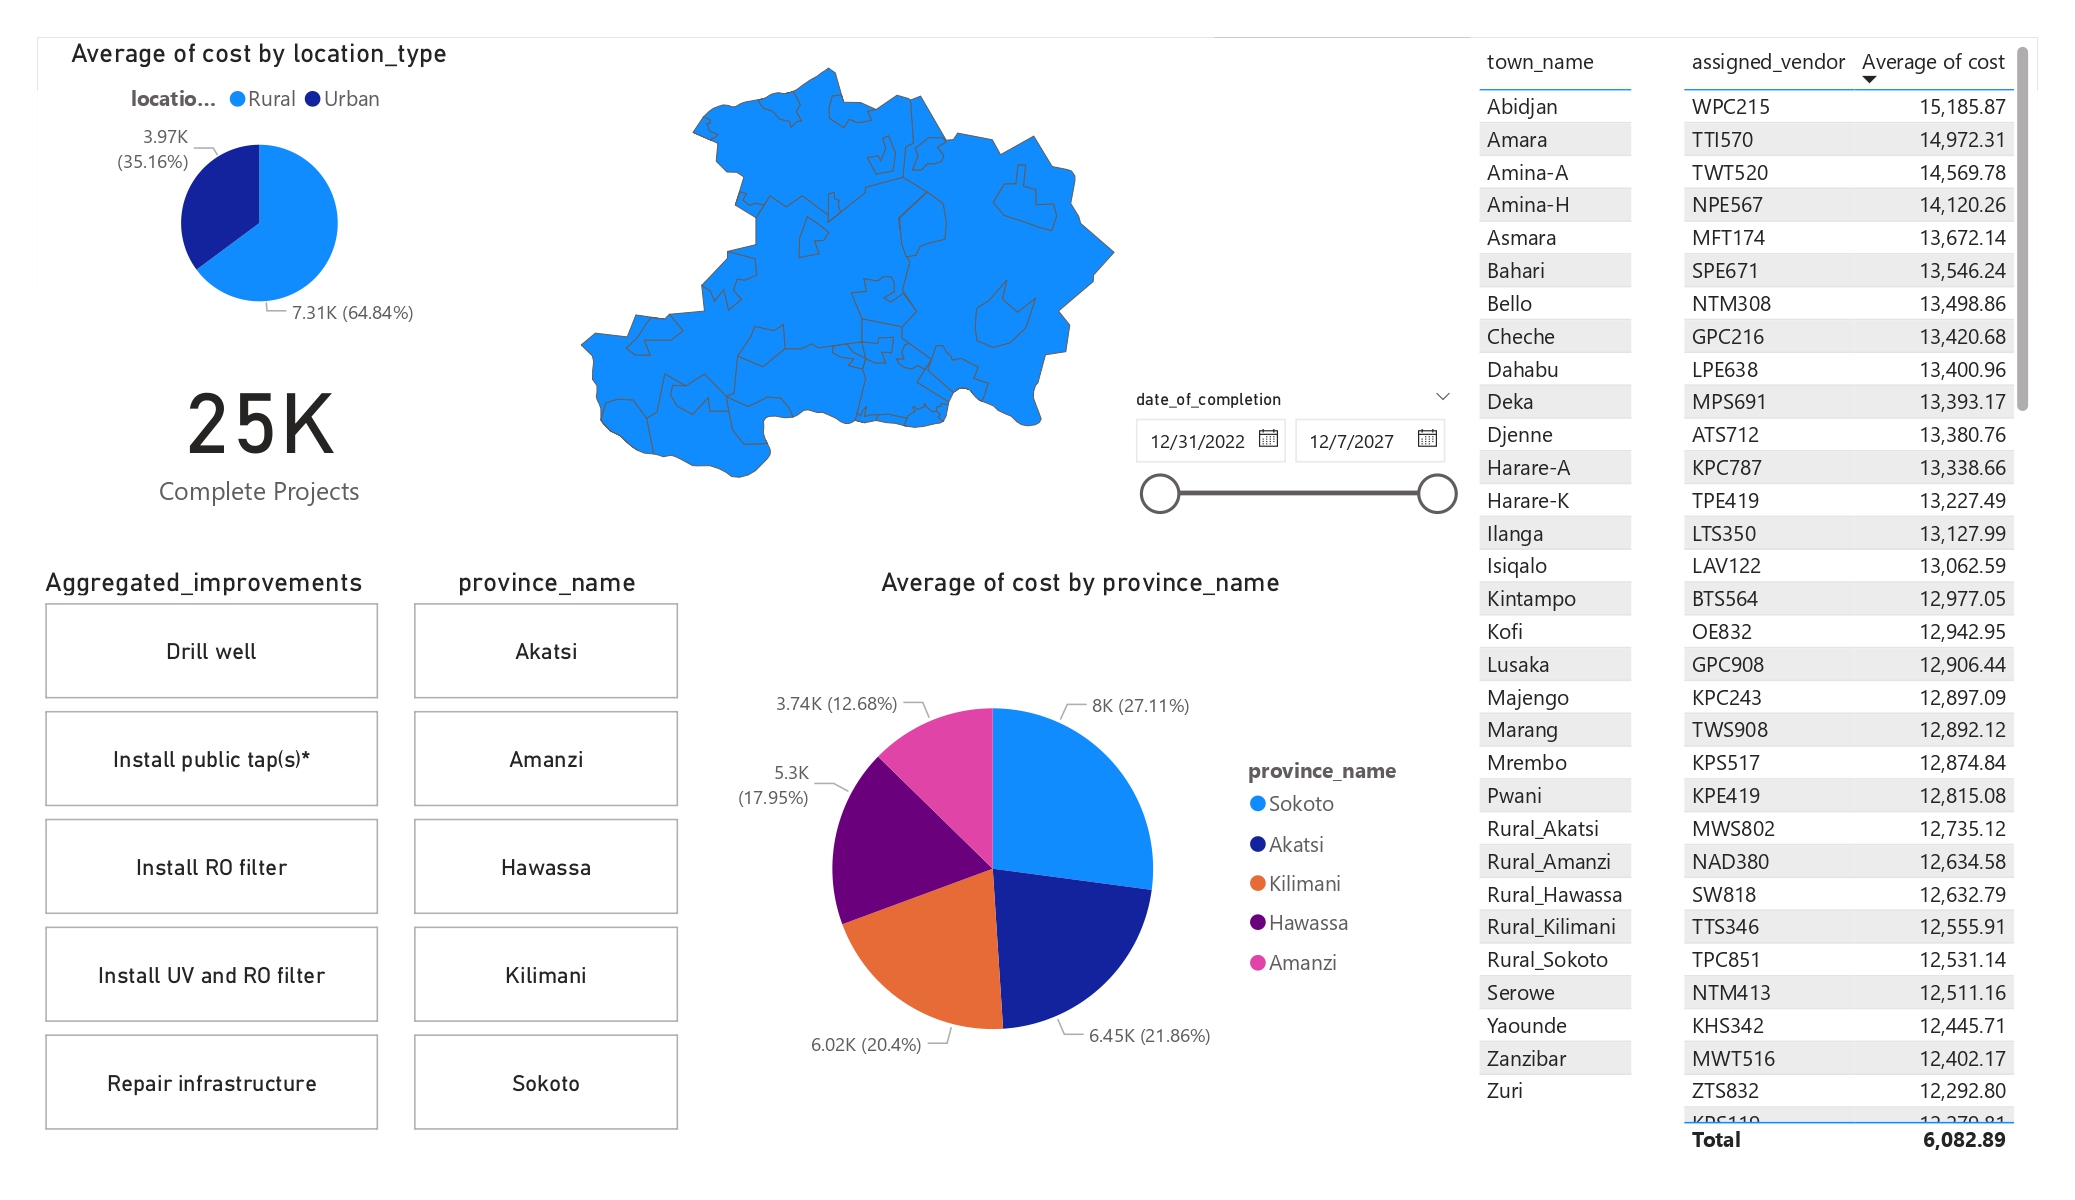 Average of cost by location_type
locatio... Rural Urban
3.97K
(35.16%)
7.31K (64.84%)
25K
Complete Projects
date_of_completion
12/31/2022 12/7/2027
Aggregated_improvements
Drill well
Install public tap(s)*
Install RO filter
Install UV and RO filter
Repair infrastructure
province_name
Akatsi
Amanzi
Hawassa
Kilimani
Sokoto
Average of cost by province_name
3.74K (12.68%)
8K (27.11%)
5.3K
(17.95%)
6.02K (20.4%)
6.45K (21.86%)
province_name
Sokoto
Akatsi
Kilimani
Hawassa
Amanzi
town_name
Abidjan
Amara
Amina-A
Amina-H
Asmara
Bahari
Bello
Cheche
Dahabu
Deka
Djenne
Harare-A
Harare-K
Ilanga
Isiqalo
Kintampo
Kofi
Lusaka
Majengo
Marang
Mrembo
Pwani
Rural_Akatsi
Rural_Amanzi
Rural_Hawassa
Rural_Kilimani
Rural_Sokoto
Serowe
Yaounde
Zanzibar
Zuri
assigned_vendor Average of cost
WPC215 15,185.87
TTI570 14,972.31
TWT520 14,569.78
NPE567 14,120.26
MFT174 13,672.14
SPE671 13,546.24
NTM308 13,498.86
GPC216 13,420.68
LPE638 13,400.96
MPS691 13,393.17
ATS712 13,380.76
KPC787 13,338.66
TPE419 13,227.49
LTS350 13,127.99
LAV122 13,062.59
BTS564 12,977.05
OE832 12,942.95
GPC908 12,906.44
KPC243 12,897.09
TWS908 12,892.12
KPS517 12,874.84
KPE419 12,815.08
MWS802 12,735.12
NAD380 12,634.58
SW818 12,632.79
TTS346 12,555.91
TPC851 12,531.14
NTM413 12,511.16
KHS342 12,445.71
MWT516 12,402.17
ZTS832 12,292.80
Total 6,082.89